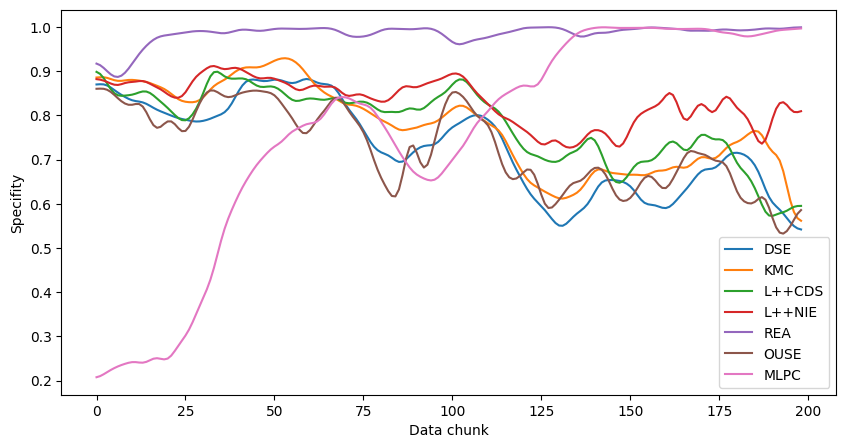 1.0
0.9
0.8
0.7
0.6
0.5
0.4
0.3
0.2
Specifity
0 25 50 75 100 125 150 175 200
Data chunk
DSE
KMC
L++CDS
L++NIE
REA
OUSE
MLPC